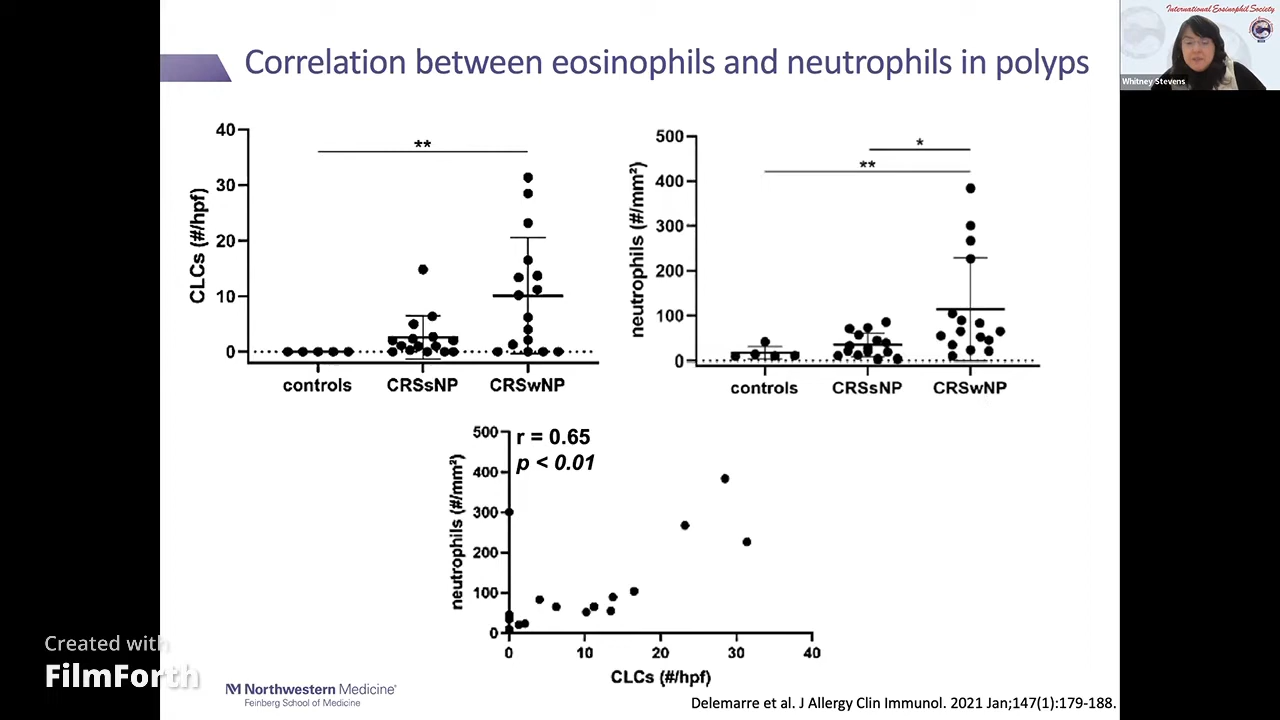 International Eosinophil Society
Whitney Stevens
Correlation between eosinophils and neutrophils in polyps
CLCs (#/hpf)
40
30
20
10
0
**
controls
CRSsNP
CRSwNP
neutrophils (#/mm²)
500
400
300
200
100
0
*
**
controls
CRSsNP
CRSwNP
neutrophils (#/mm²)
500
400
300
200
100
0
r = 0.65
p < 0.01
0
10
20
30
40
CLCs (#/hpf)
Created with
FilmForth
Northwestern Medicine®
Feinberg School of Medicine
Delemarre et al. J Allergy Clin Immunol. 2021 Jan;147(1):179-188.